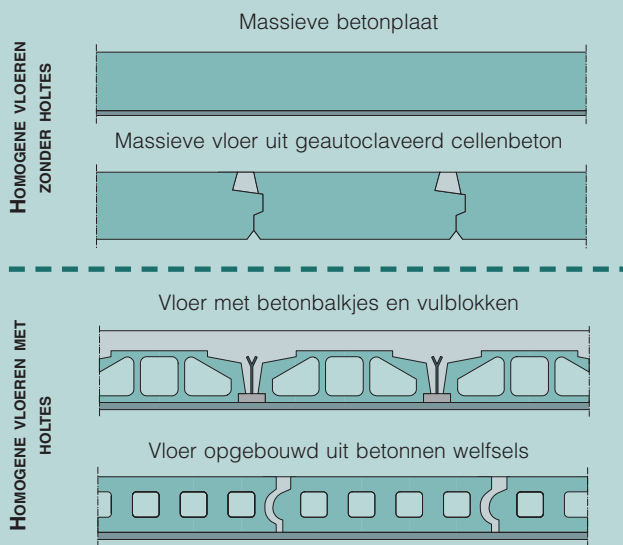 HOMOGENE VLOEREN
ZONDER HOLTES
Massieve betonplaat
Massieve vloer uit geautoclaveerd cellenbeton
HOMOGENE VLOEREN MET
HOLTES
Vloer met betonbalkjes en vulblokken
Vloer opgebouwd uit betonnen welfsels